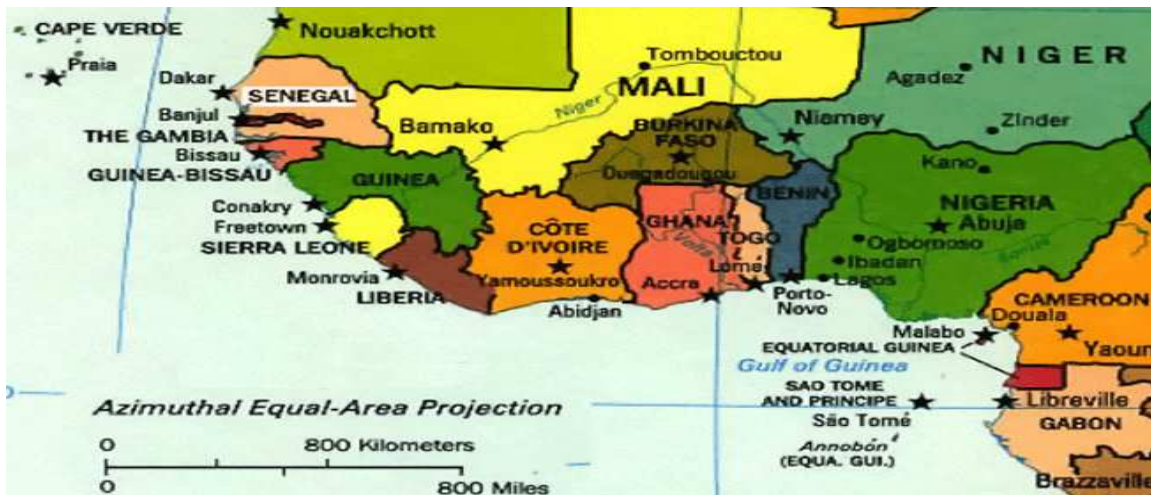 CAPE VERDE
Praia
Nouakchott
Tombouctou
NIGER
Agadez
Dakar
SENEGAL
MALI
Banjul
Niger
THE GAMBIA
Bamako
BURKINA
FASO
Niamey
Zinder
Bissau
GUINEA-BISSAU
Kano
GUINEA
Ouagadougou
BENIN
NIGERIA
Abuja
Conakry
Freetown
SIERRA LEONE
CÔTE
D'IVOIRE
GHANA
TOGO
Volta
Ogbomoso
Ibadan
Lagos
Monrovia
LIBERIA
Yamoussoukro
Lomé
Accra
Abidjan
Porto-
Novo
CAMEROON
Douala
Malabo
Yaoun
EQUATORIAL GUINEA
Gulf of Guinea
SAO TOME
AND PRINCIPE
Libreville
São Tomé
GABON
Annobón
(EQUA. GUI.)
Brazzaville
Azimuthal Equal-Area Projection
0 800 Kilometers
0 800 Miles